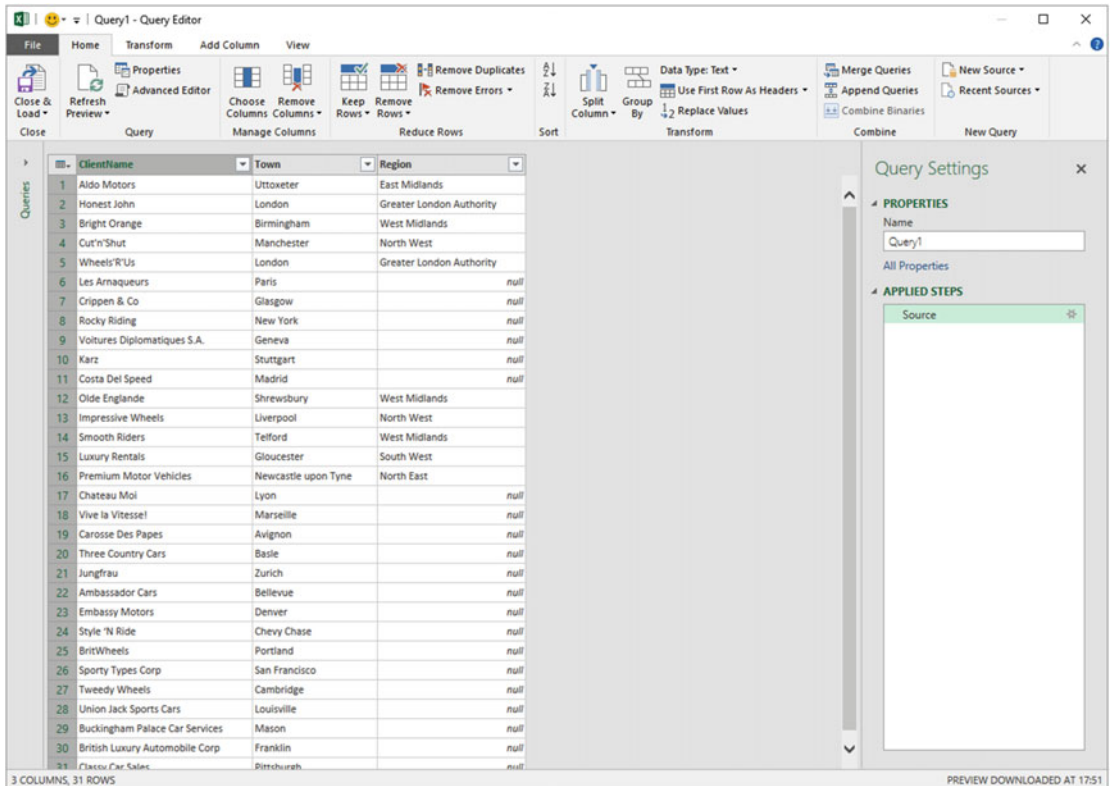 Query1 - Query Editor
File Home Transform Add Column View
Close & Load
Refresh Preview
Properties
Advanced Editor
Choose Columns
Remove Columns
Keep Rows
Remove Rows
Remove Duplicates
Remove Errors
Split Column
Group By
Data Type: Text
Use First Row As Headers
Replace Values
Merge Queries
Append Queries
Combine Binaries
New Source
Recent Sources
Close Query Manage Columns Reduce Rows Sort Transform Combine New Query
Queries
ClientName Town Region
1 Aldo Motors Uttoxeter East Midlands
2 Honest John London Greater London Authority
3 Bright Orange Birmingham West Midlands
4 Cut'n'Shut Manchester North West
5 Wheels'R'Us London Greater London Authority
6 Les Arnaqueurs Paris null
7 Crippen & Co Glasgow null
8 Rocky Riding New York null
9 Voitures Diplomatiques S.A. Geneva null
10 Karz Stuttgart null
11 Costa Del Speed Madrid null
12 Olde Englande Shrewsbury West Midlands
13 Impressive Wheels Liverpool North West
14 Smooth Riders Telford West Midlands
15 Luxury Rentals Gloucester South West
16 Premium Motor Vehicles Newcastle upon Tyne North East
17 Chateau Moi Lyon null
18 Vive la Vitesse! Marseille null
19 Carosse Des Papes Avignon null
20 Three Country Cars Basle null
21 Jungfrau Zurich null
22 Ambassador Cars Bellevue null
23 Embassy Motors Denver null
24 Style 'N Ride Chevy Chase null
25 BritWheels Portland null
26 Sporty Types Corp San Francisco null
27 Tweedy Wheels Cambridge null
28 Union Jack Sports Cars Louisville null
29 Buckingham Palace Car Services Mason null
30 British Luxury Automobile Corp Franklin null
31 Classy Car Sales Pittsburgh null
Query Settings
PROPERTIES
Name
Query1
All Properties
APPLIED STEPS
Source
3 COLUMNS, 31 ROWS
PREVIEW DOWNLOADED AT 17:51